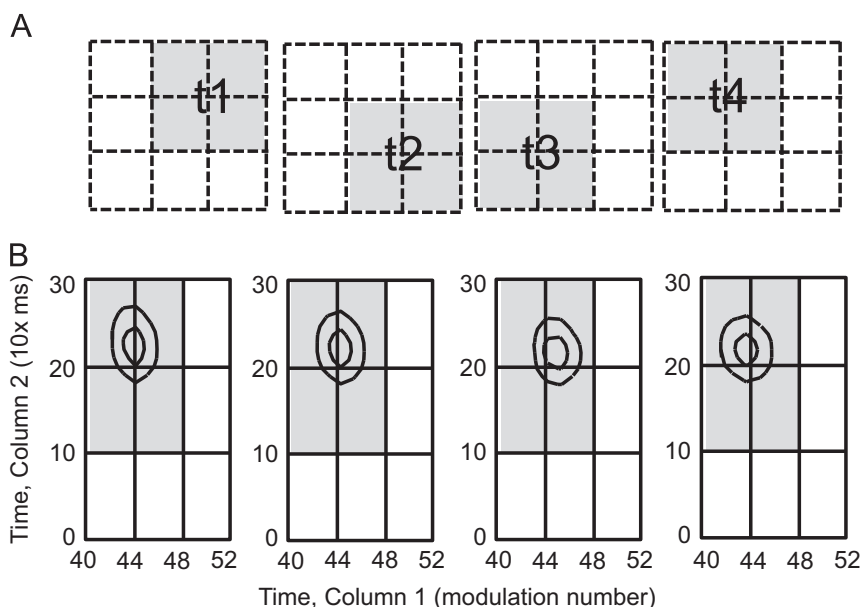 A
t1 t2 t3 t4
B
Time, Column 2 (10x ms)
30 30 30 30
20 20 20 20
10 10 10 10
0 0 0 0
40 44 48 52 40 44 48 52 40 44 48 52 40 44 48 52
Time, Column 1 (modulation number)